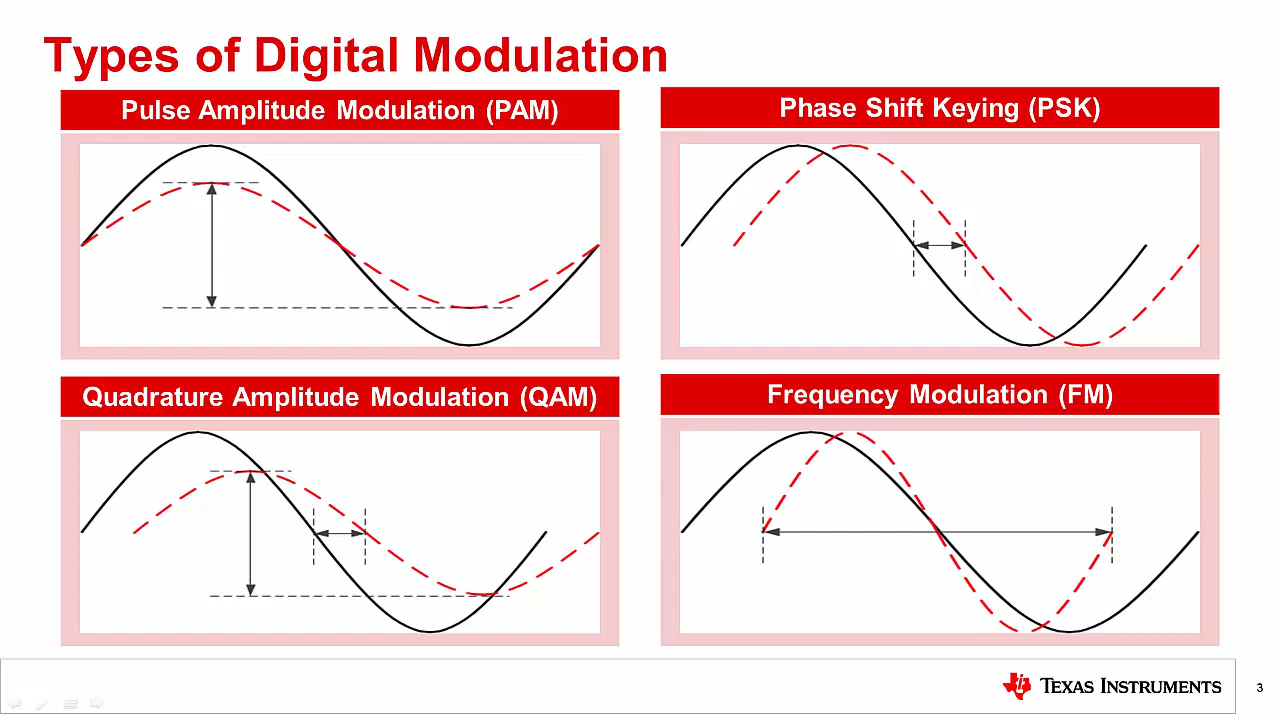 Types of Digital Modulation
Pulse Amplitude Modulation (PAM)
Phase Shift Keying (PSK)
Quadrature Amplitude Modulation (QAM)
Frequency Modulation (FM)
TEXAS INSTRUMENTS
3